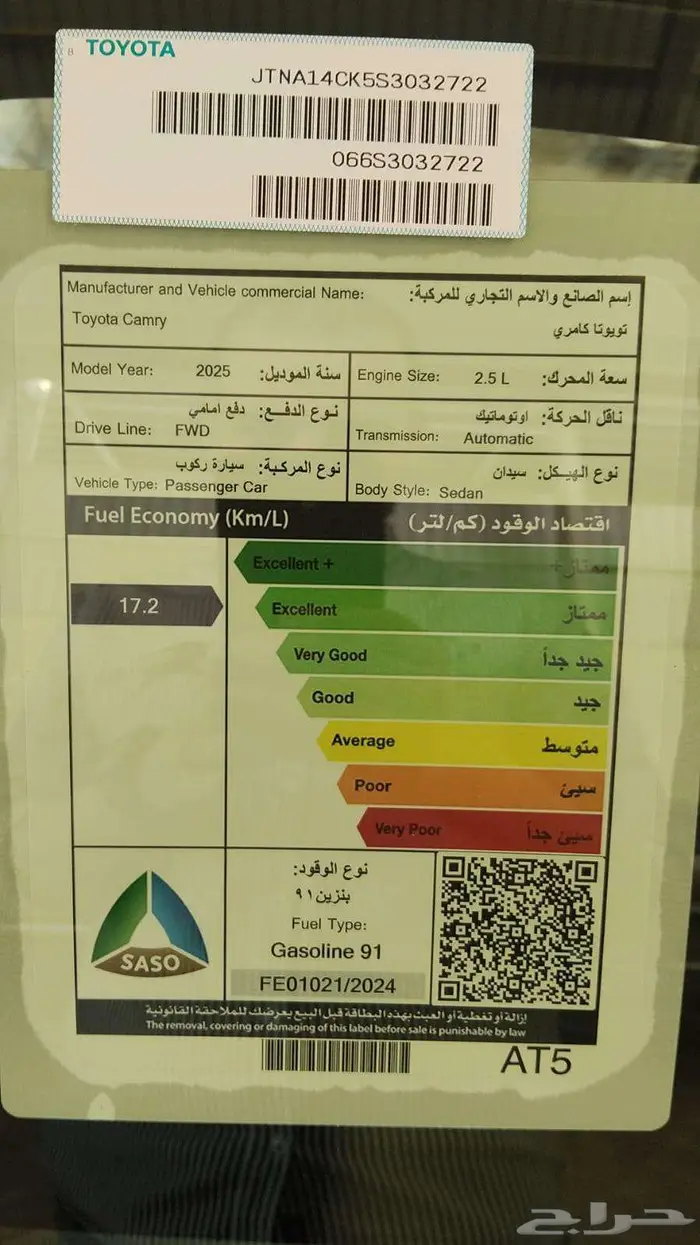 8 TOYOTA
JTNA14CK5S3032722
066S3032722
Manufacturer and Vehicle commercial Name: إسم الصانع والاسم التجاري للمركبة:
Toyota Camry تويوتا كامري
Model Year: 2025 سنة الموديل:
Engine Size: 2.5 L سعة المحرك:
نوع الدفع: دفع امامي
Drive Line: FWD
ناقل الحركة: اوتوماتيك
Transmission: Automatic
نوع المركبة: سيارة ركوب
Vehicle Type: Passenger Car
نوع الهيكل: سيدان
Body Style: Sedan
Fuel Economy (Km/L) اقتصاد الوقود (كم/لتر)
Excellent + ممتاز+
17.2
Excellent ممتاز
Very Good جيد جداً
Good جيد
Average متوسط
Poor سيئ
Very Poor سيئ جداً
SASO
نوع الوقود:
بنزين ٩١
Fuel Type:
Gasoline 91
FE01021/2024
إزالة أو تغطية أو العبث بهذه البطاقة قبل البيع يعرضك للملاحقة القانونية
The removal, covering or damaging of this label before sale is punishable by law
AT5
حراج